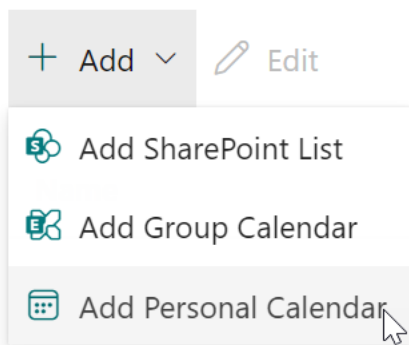 Add Edit
Add SharePoint List
Add Group Calendar
Add Personal Calendar